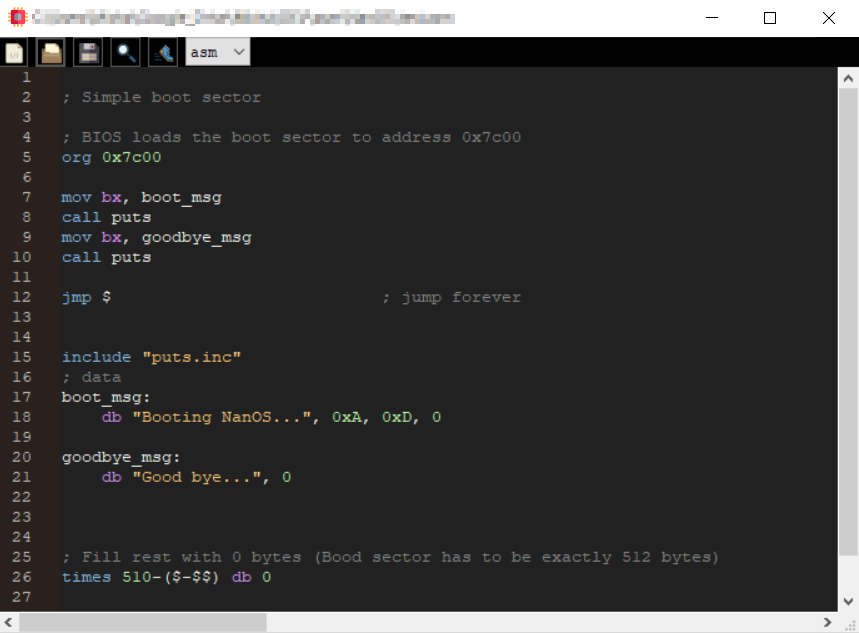 asm
1
2 ; Simple boot sector
3
4 ; BIOS loads the boot sector to address 0x7c00
5 org 0x7c00
6
7 mov bx, boot_msg
8 call puts
9 mov bx, goodbye_msg
10 call puts
11
12 jmp $ ; jump forever
13
14
15 include "puts.inc"
16 ; data
17 boot_msg:
18 db "Booting NanOS...", 0xA, 0xD, 0
19
20 goodbye_msg:
21 db "Good bye...", 0
22
23
24
25 ; Fill rest with 0 bytes (Bood sector has to be exactly 512 bytes)
26 times 510-($-$$) db 0
27